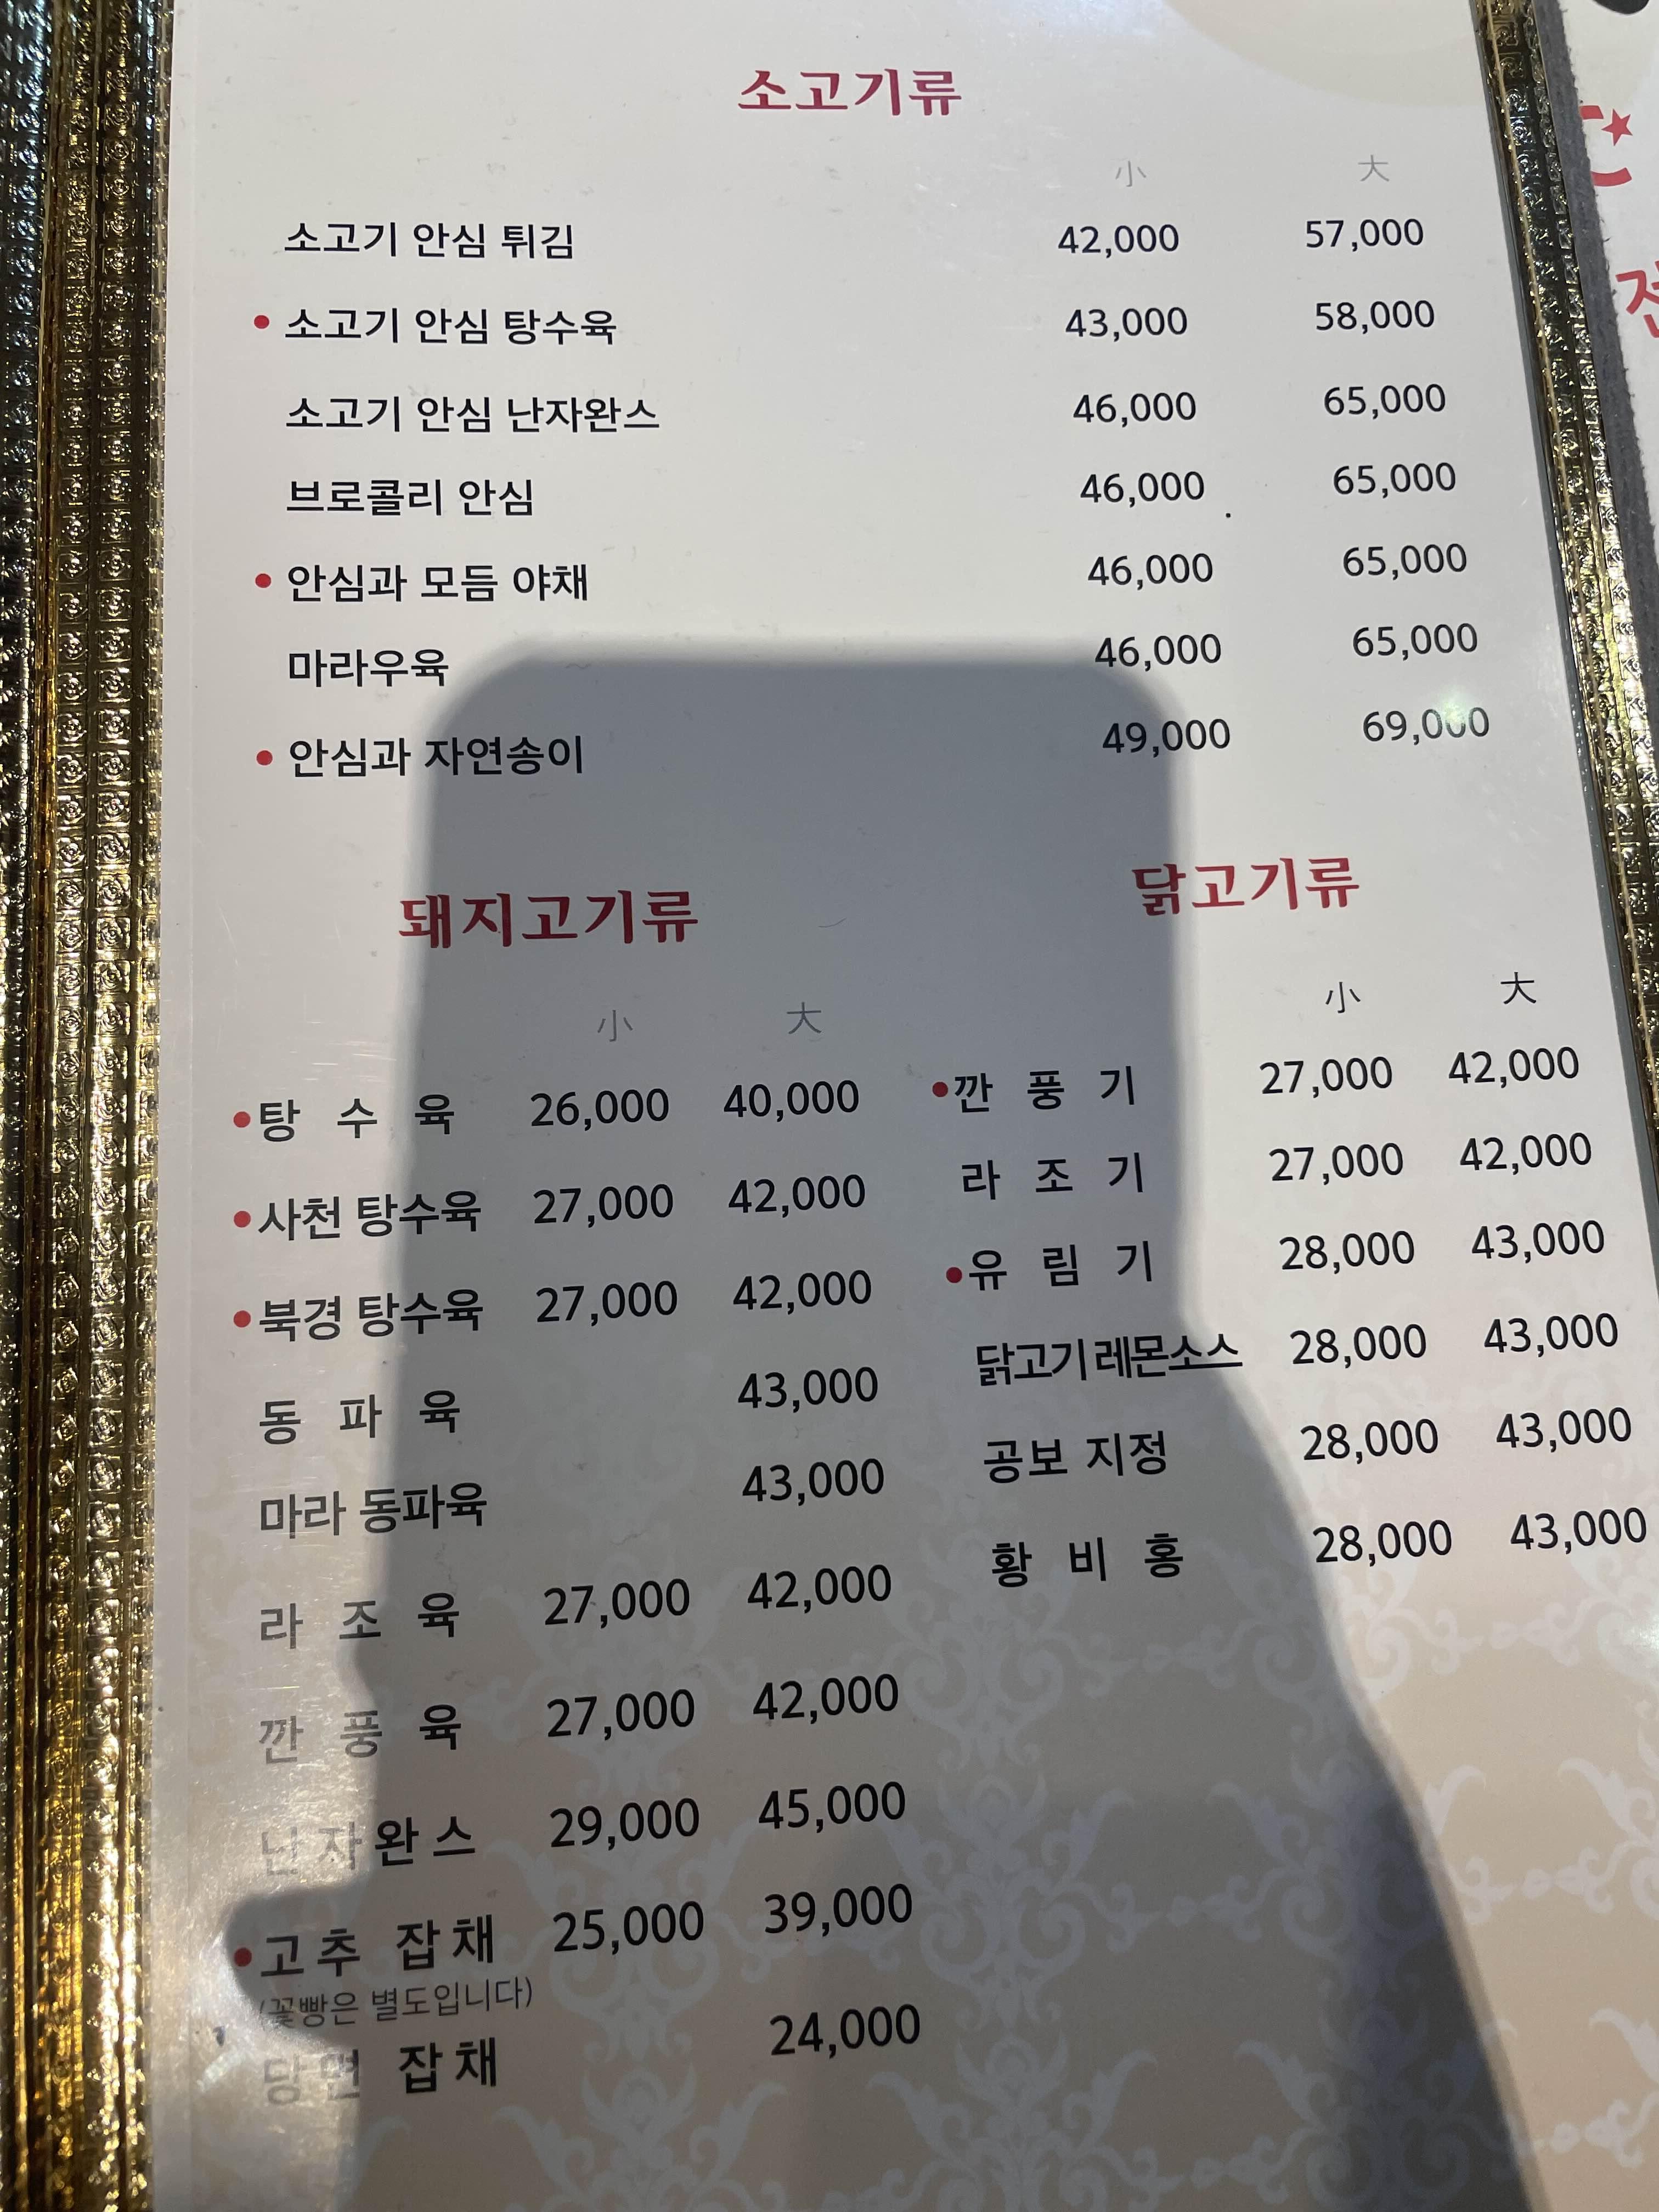 소고기류
小 大
소고기 안심 튀김 42,000 57,000
• 소고기 안심 탕수육 43,000 58,000
소고기 안심 난자완스 46,000 65,000
브로콜리 안심 46,000 65,000
• 안심과 모듬 야채 46,000 65,000
마라우육 46,000 65,000
• 안심과 자연송이 49,000 69,000
돼지고기류
小 大
• 탕 수 육 26,000 40,000
• 사천 탕수육 27,000 42,000
• 북경 탕수육 27,000 42,000
동 파 육 43,000
마라 동파육 43,000
라 조 육 27,000 42,000
깐 풍 육 27,000 42,000
난 자 완 스 29,000 45,000
• 고추 잡채 25,000 39,000
(꽃빵은 별도입니다)
당면 잡채 24,000
닭고기류
小 大
• 깐 풍 기 27,000 42,000
라 조 기 27,000 42,000
• 유 림 기 28,000 43,000
닭고기 레몬소스 28,000 43,000
공보 지정 28,000 43,000
황 비 홍 28,000 43,000